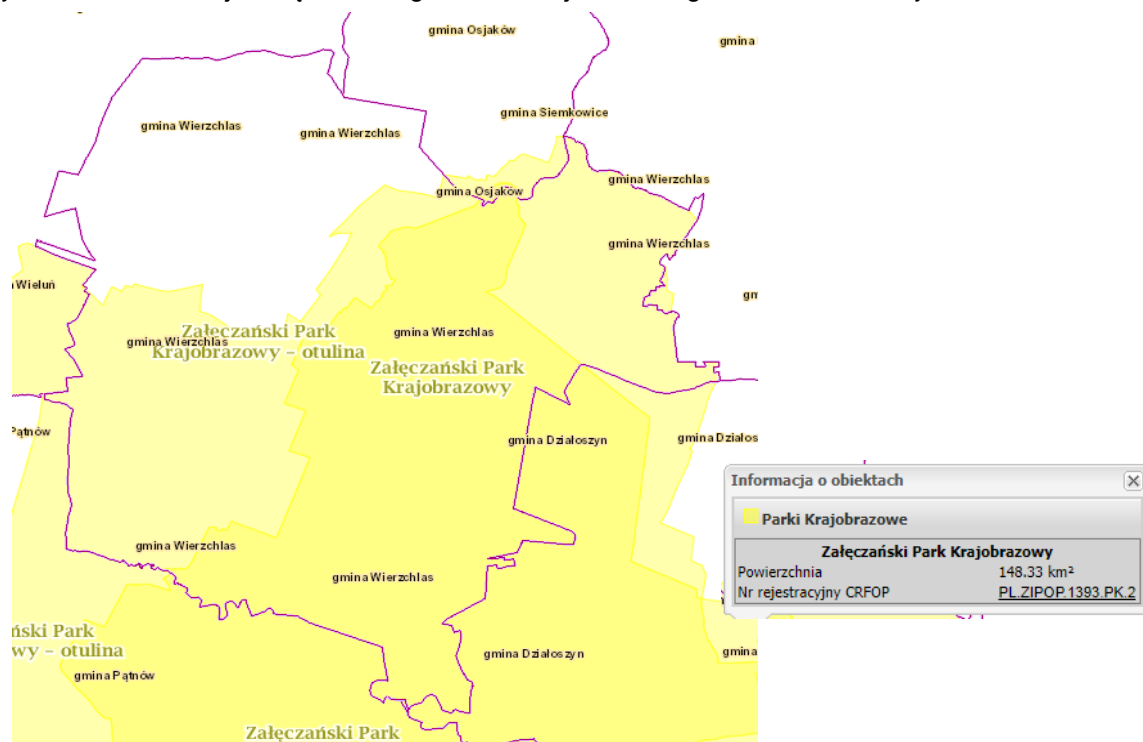 gmina Osjaków
gmina
gmina Siemkowice
gmina Wierzchlas
gmina Wierzchlas
gmina Wierzchlas
gmina Osjaków
gmina Wierzchlas
Wieluń
gmina Wierzchlas
Załęczański Park
Krajobrazowy – otulina
gmina Wierzchlas
Załęczański Park
Krajobrazowy
Pątnów
gmina Działoszyn
gmina Działos
Informacja o obiektach
Parki Krajobrazowe
Załęczański Park Krajobrazowy
Powierzchnia 148.33 km²
Nr rejestracyjny CRFOP PL.ZIPOP.1393.PK.2
gmina Wierzchlas
gmina Wierzchlas
ński Park
wy – otulina
gmina Działoszyn
gmina
gmina Pątnów
Załęczański Park